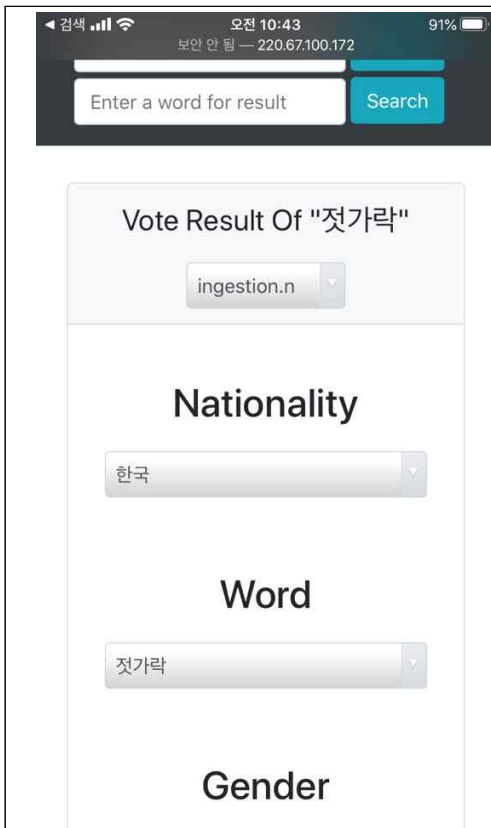 ◀ 검색 오전 10:43 91%
보안 안 됨 — 220.67.100.172
Enter a word for result Search
Vote Result Of "젓가락"
ingestion.n
Nationality
한국
Word
젓가락
Gender